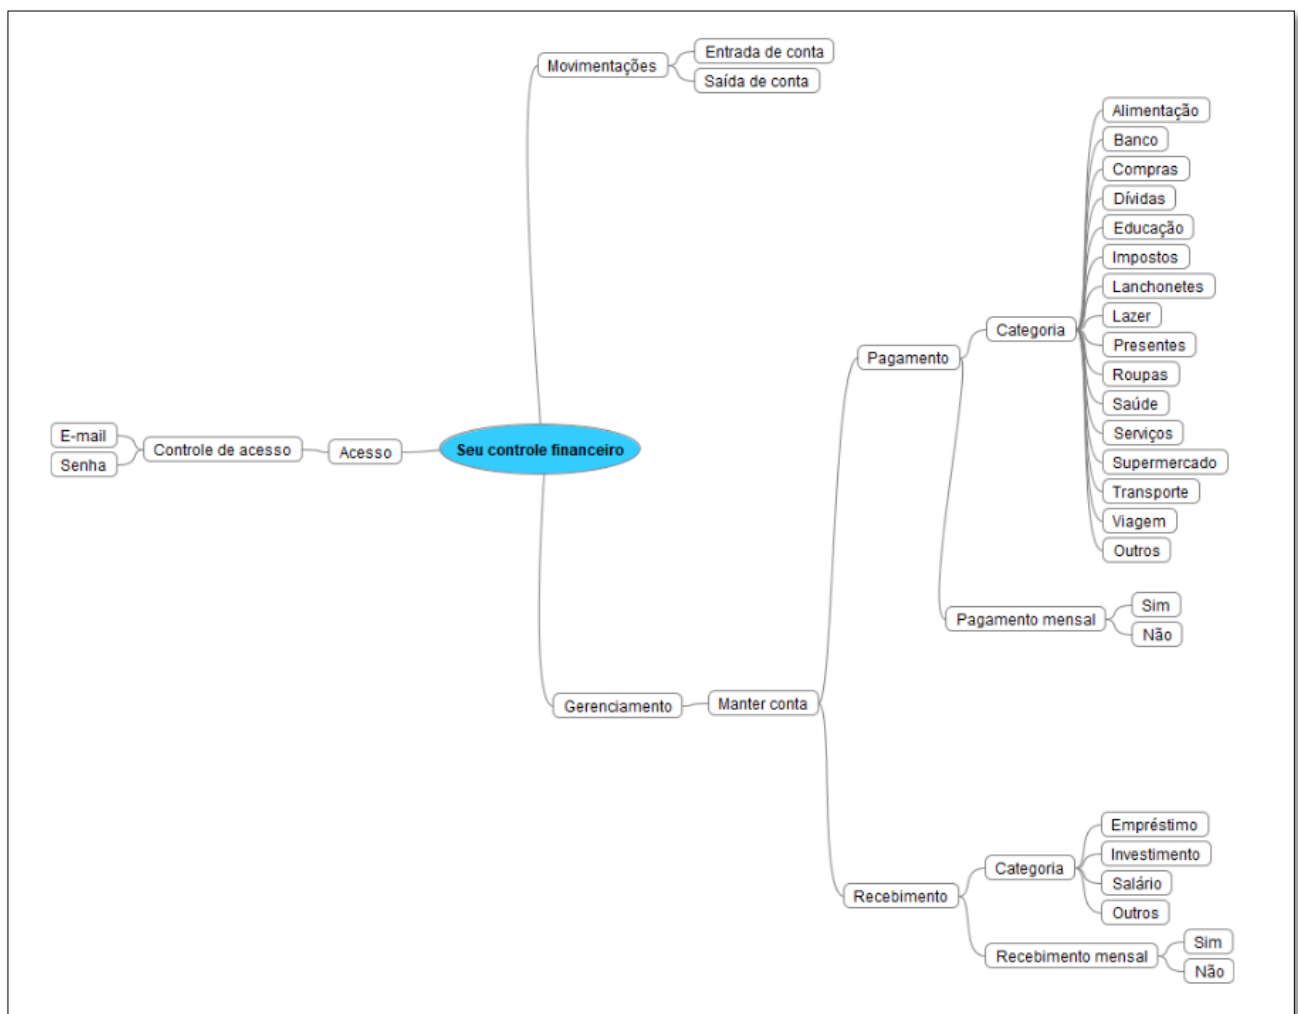 Movimentações
Entrada de conta
Saída de conta
Seu controle financeiro
Acesso
Controle de acesso
E-mail
Senha
Gerenciamento
Manter conta
Pagamento
Categoria
Alimentação
Banco
Compras
Dívidas
Educação
Impostos
Lanchonetes
Lazer
Presentes
Roupas
Saúde
Serviços
Supermercado
Transporte
Viagem
Outros
Pagamento mensal
Sim
Não
Recebimento
Categoria
Empréstimo
Investimento
Salário
Outros
Recebimento mensal
Sim
Não